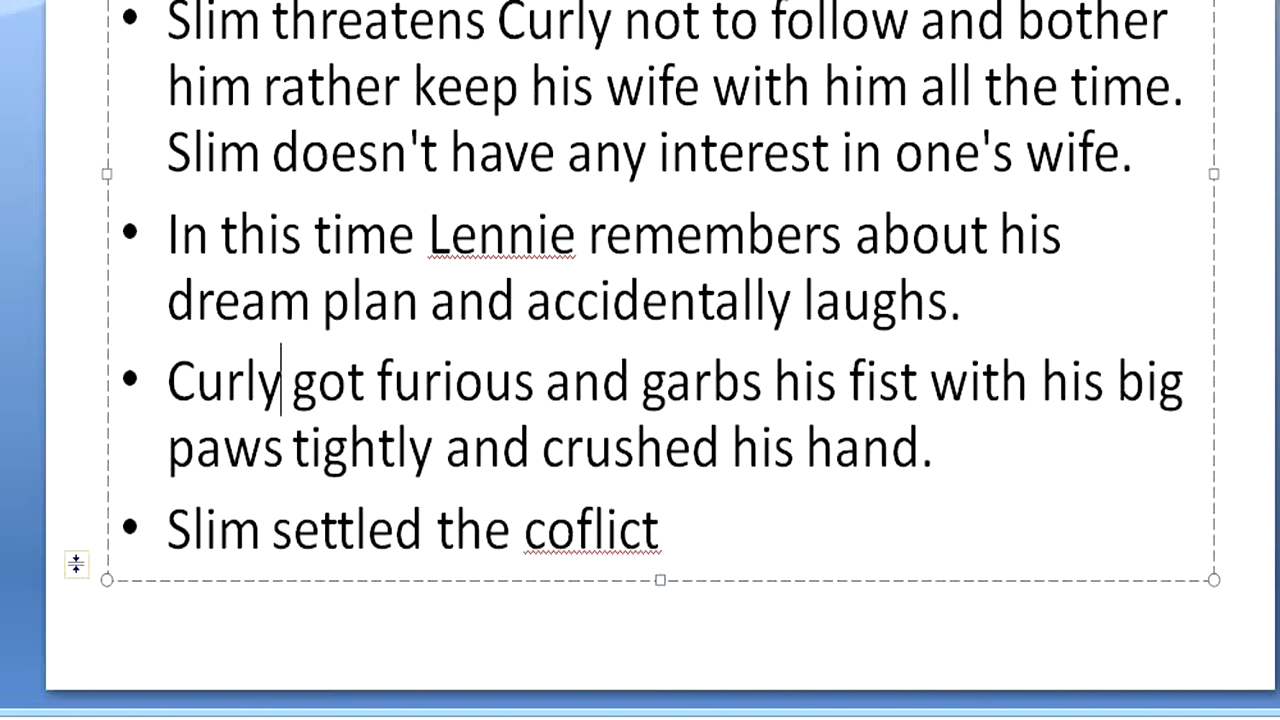 • Slim threatens Curly not to follow and bother
him rather keep his wife with him all the time.
Slim doesn't have any interest in one's wife.
• In this time Lennie remembers about his
dream plan and accidentally laughs.
• Curly got furious and garbs his fist with his big
paws tightly and crushed his hand.
• Slim settled the coflict